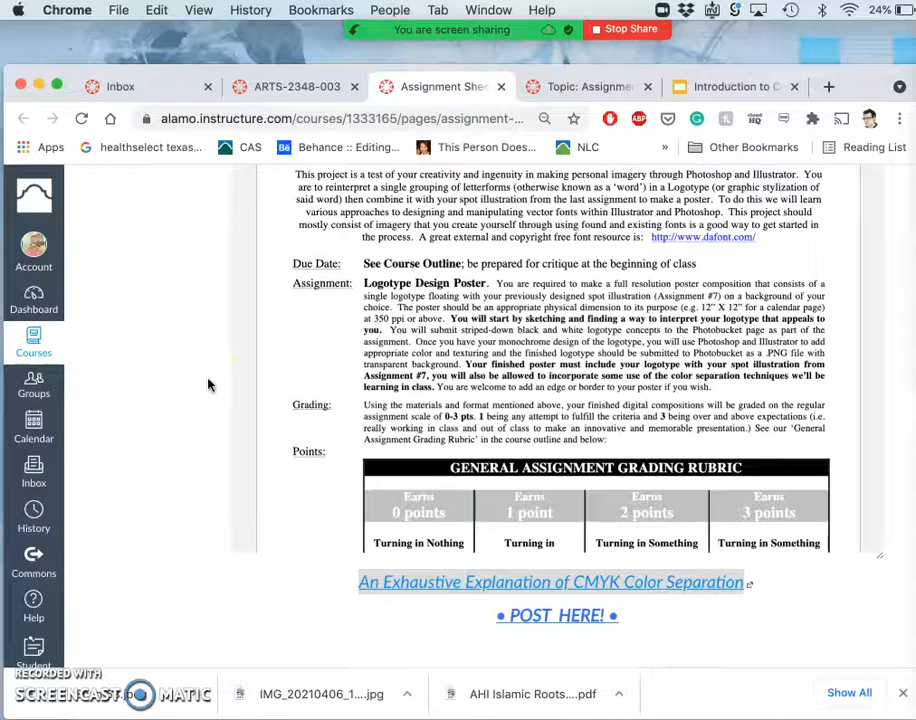 Chrome File Edit View History Bookmarks People Tab Window Help 24%
You are screen sharing Stop Share
Inbox ARTS-2348-003 Assignment Shee Topic: Assignme Introduction to C
alamo.instructure.com/courses/1333165/pages/assignment-... ABP cloud HQ
Apps healthselect texas... CAS Behance :: Editing... This Person Does... NLC » Other Bookmarks Reading List
This project is a test of your creativity and ingenuity in making personal imagery through Photoshop and Illustrator. You
are to reinterpret a single grouping of letterforms (otherwise known as a 'word') in a Logotype (or graphic stylization of
said word) then combine it with your spot illustration from the last assignment to make a poster. To do this we will learn
various approaches to designing and manipulating vector fonts within Illustrator and Photoshop. This project should
mostly consist of imagery that you create yourself through using found and existing fonts is a good way to get started in
the process. A great external and copyright free font resource is: http://www.dafont.com/
Due Date: See Course Outline; be prepared for critique at the beginning of class
Assignment: Logotype Design Poster. You are required to make a full resolution poster composition that consists of a
single logotype floating with your previously designed spot illustration (Assignment #7) on a background of your
choice. The poster should be an appropriate physical dimension to its purpose (e.g. 12" X 12" for a calendar page)
at 350 ppi or above. You will start by sketching and finding a way to interpret your logotype that appeals to
you. You will submit striped-down black and white logotype concepts to the Photobucket page as part of the
assignment. Once you have your monochrome design of the logotype, you will use Photoshop and Illustrator to add
appropriate color and texturing and the finished logotype should be submitted to Photobucket as a .PNG file with
transparent background. Your finished poster must include your logotype with your spot illustration from
Assignment #7, you will also be allowed to incorporate some use of the color separation techniques we'll be
learning in class. You are welcome to add an edge or border to your poster if you wish.
Grading: Using the materials and format mentioned above, your finished digital compositions will be graded on the regular
assignment scale of 0-3 pts. 1 being any attempt to fulfill the criteria and 3 being over and above expectations (i.e.
really working in class and out of class to make an innovative and memorable presentation.) See our 'General
Assignment Grading Rubric' in the course outline and below:
Points:
GENERAL ASSIGNMENT GRADING RUBRIC
Earns Earns Earns Earns
0 points 1 point 2 points 3 points
Turning in Nothing Turning in Turning in Something Turning in Something
An Exhaustive Explanation of CMYK Color Separation
• POST HERE! •
Account
Dashboard
Courses
Groups
Calendar
Inbox
History
Commons
Help
Student
RECORDED WITH
SCREENCAST MATIC
IMG_20210406_1....jpg AHI Islamic Roots....pdf Show All